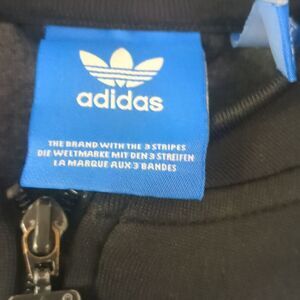 adidas
THE BRAND WITH THE 3 STRIPES
DIE WELTMARKE MIT DEN 3 STREIFEN
LA MARQUE AUX 3 BANDES